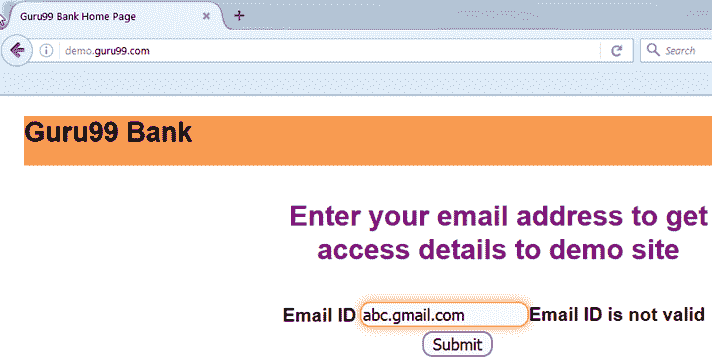 Guru99 Bank Home Page
demo.guru99.com
Search
Guru99 Bank
Enter your email address to get
access details to demo site
Email ID abc.gmail.com Email ID is not valid
Submit